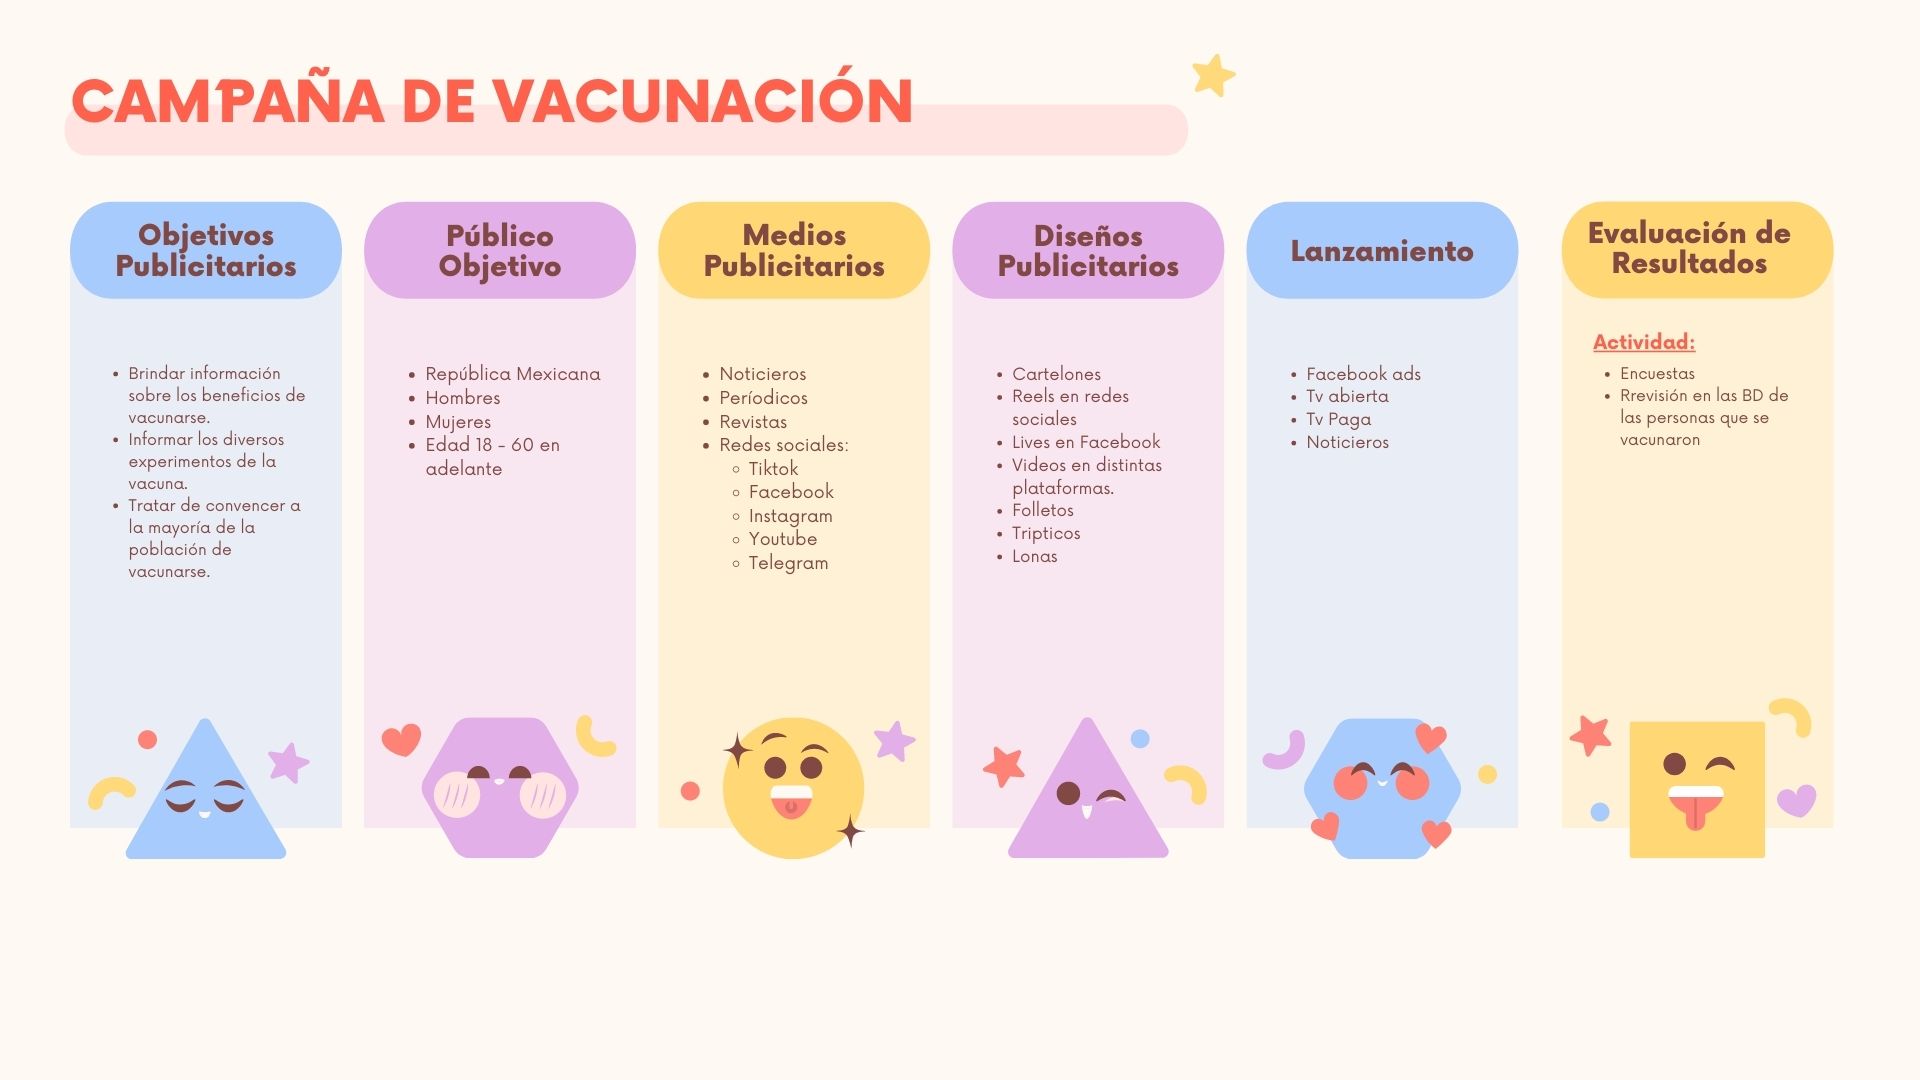 CAMPAÑA DE VACUNACIÓN
Objetivos
Publicitarios
• Brindar información
sobre los beneficios de
vacunarse.
• Informar los diversos
experimentos de la
vacuna.
• Tratar de convencer a
la mayoría de la
población de
vacunarse.
Público
Objetivo
• República Mexicana
• Hombres
• Mujeres
• Edad 18 - 60 en
adelante
Medios
Publicitarios
• Noticieros
• Períodicos
• Revistas
• Redes sociales:
◦ Tiktok
◦ Facebook
◦ Instagram
◦ Youtube
◦ Telegram
Diseños
Publicitarios
• Cartelones
• Reels en redes
sociales
• Lives en Facebook
• Videos en distintas
plataformas.
• Folletos
• Tripticos
• Lonas
Lanzamiento
• Facebook ads
• Tv abierta
• Tv Paga
• Noticieros
Evaluación de
Resultados
Actividad:
• Encuestas
• Rrevisión en las BD de
las personas que se
vacunaron